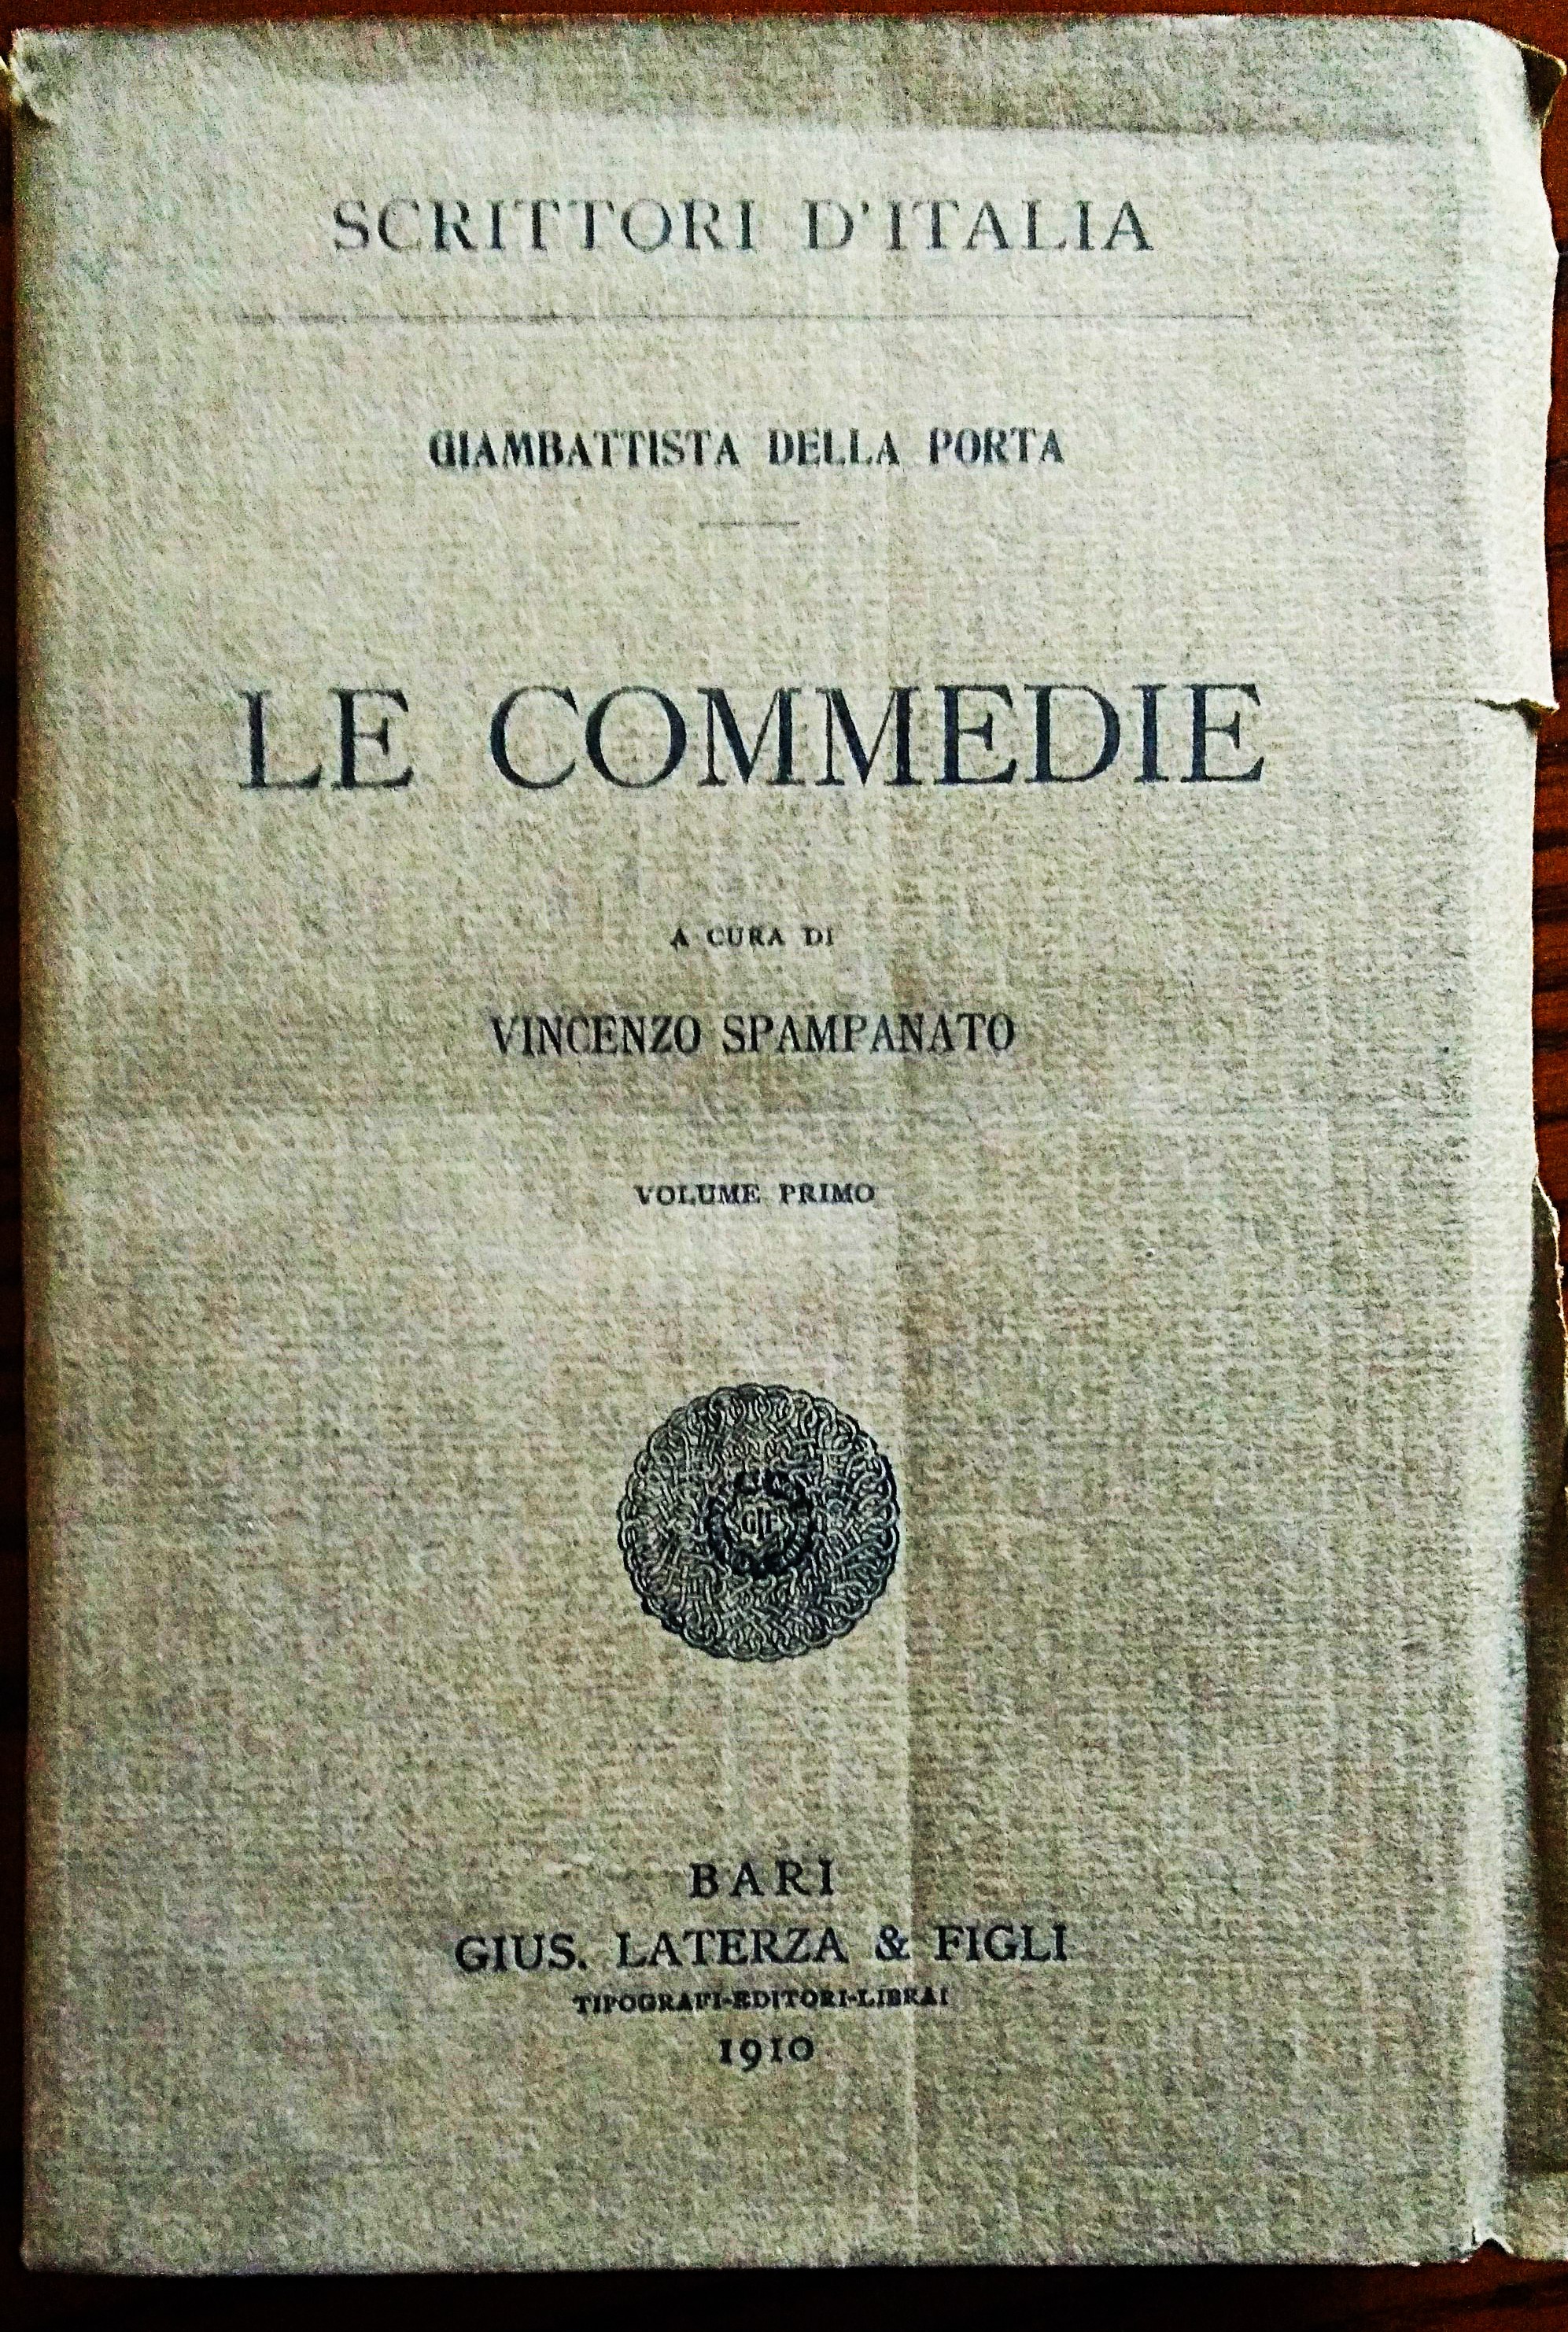 SCRITTORI D'ITALIA
GIAMBATTISTA DELLA PORTA
LE COMMEDIE
A CURA DI
VINCENZO SPAMPANATO
VOLUME PRIMO
BARI
GIUS. LATERZA & FIGLI
TIPOGRAFI-EDITORI-LIBRAI
1910